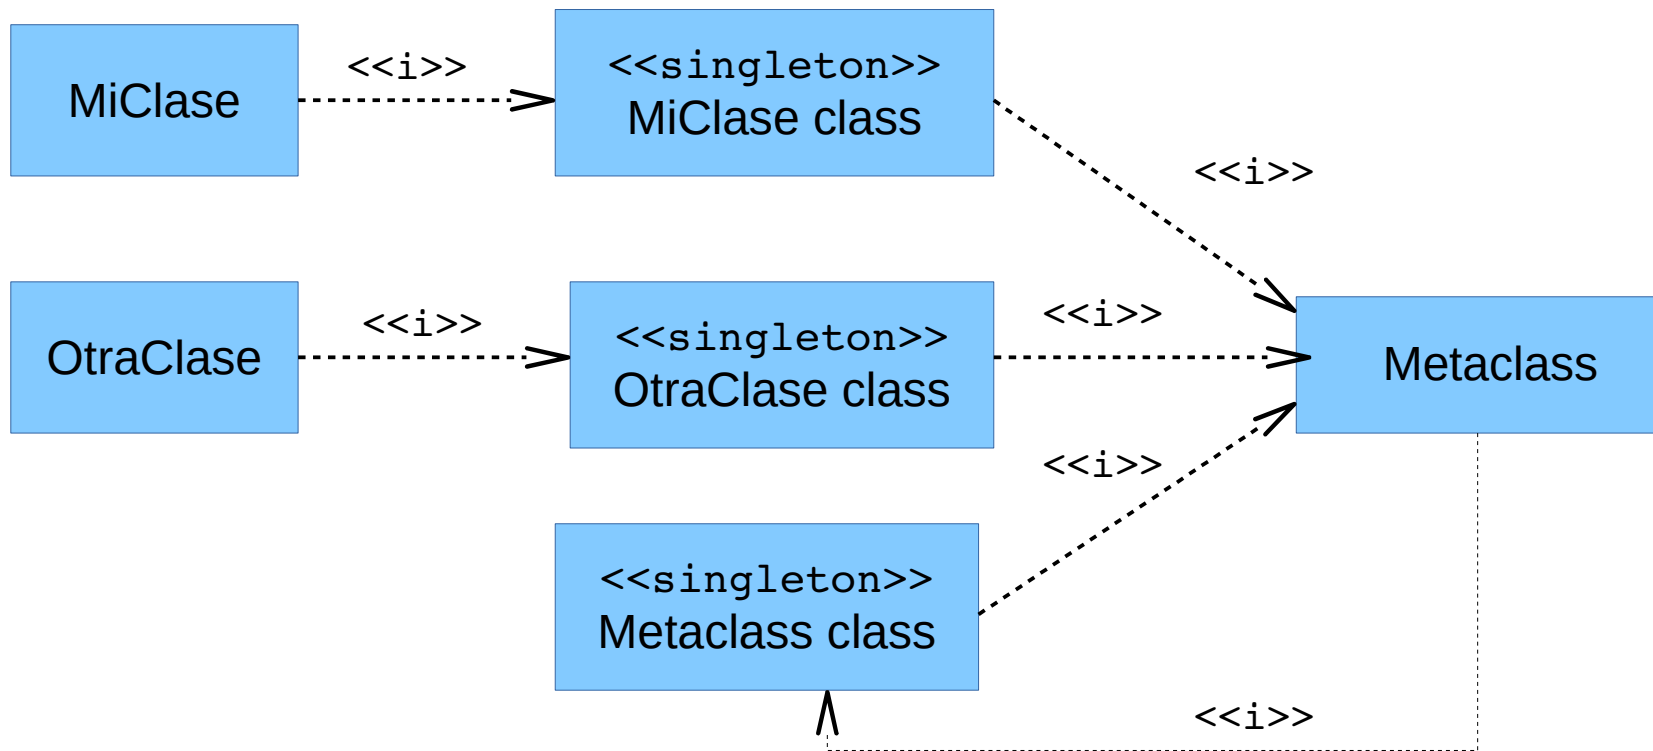 MiClase
<<i>>
<<singleton>>
MiClase class
<<i>>
OtraClase
<<i>>
<<singleton>>
OtraClase class
<<i>>
Metaclass
<<i>>
<<singleton>>
Metaclass class
<<i>>